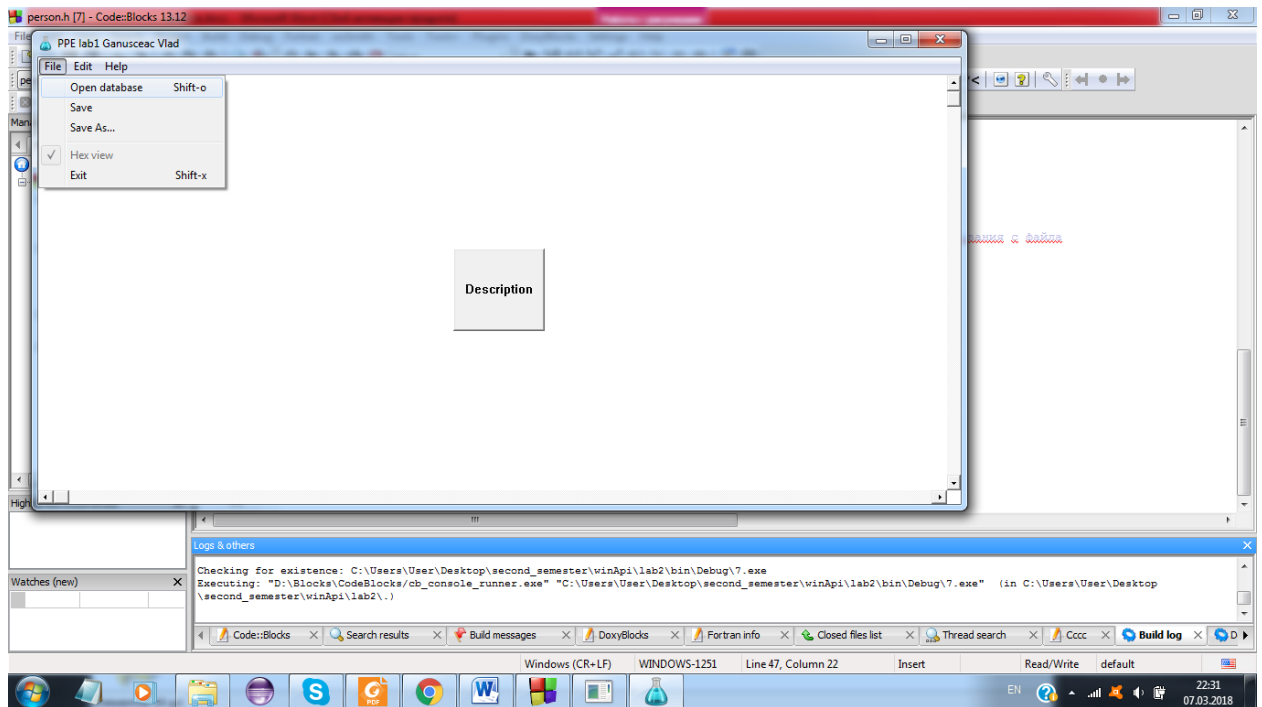 person.h [7] - Code::Blocks 13.12
PPE lab1 Ganusceac Vlad
File Edit Help
Open database Shift-o
Save
Save As...
Hex view
Exit Shift-x
Description
с файла
Logs & others
Checking for existence: C:\Users\User\Desktop\second_semester\winApi\lab2\bin\Debug\7.exe
Executing: "D:\Blocks\CodeBlocks/cb_console_runner.exe" "C:\Users\User\Desktop\second_semester\winApi\lab2\bin\Debug\7.exe" (in C:\Users\User\Desktop
\second_semester\winApi\lab2\.)
Watches (new)
Code::Blocks Search results Build messages DoxyBlocks Fortran info Closed files list Thread search Cccc Build log D
Windows (CR+LF) WINDOWS-1251 Line 47, Column 22 Insert Read/Write default
EN 22:31
07.03.2018